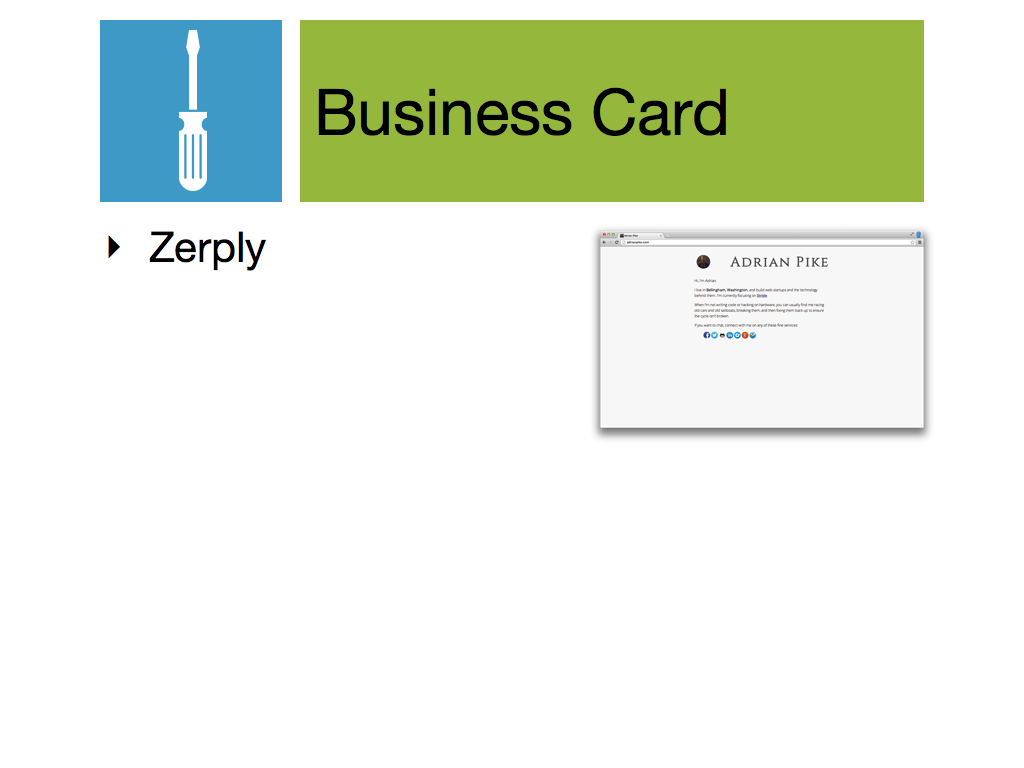 Business Card
Zerply
Adrian Pike
adrianpike.com
ADRIAN PIKE
Hi, I'm Adrian.
I live in Bellingham, Washington, and build web startups and the technology
behind them. I'm currently focusing on
When I'm not writing code or hacking on hardware, you can usually find me racing
old cars and old sailboats, breaking them, and then fixing them back up to ensure
the cycle isn't broken.
If you want to chat, connect with me on any of these fine services: